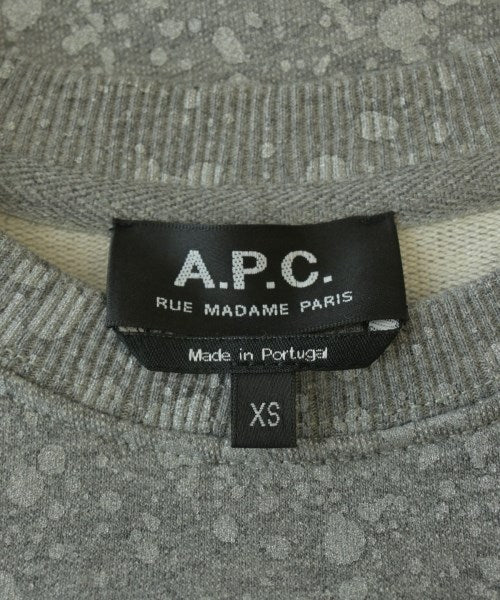 A.P.C.
RUE MADAME PARIS
Made in Portugal
XS